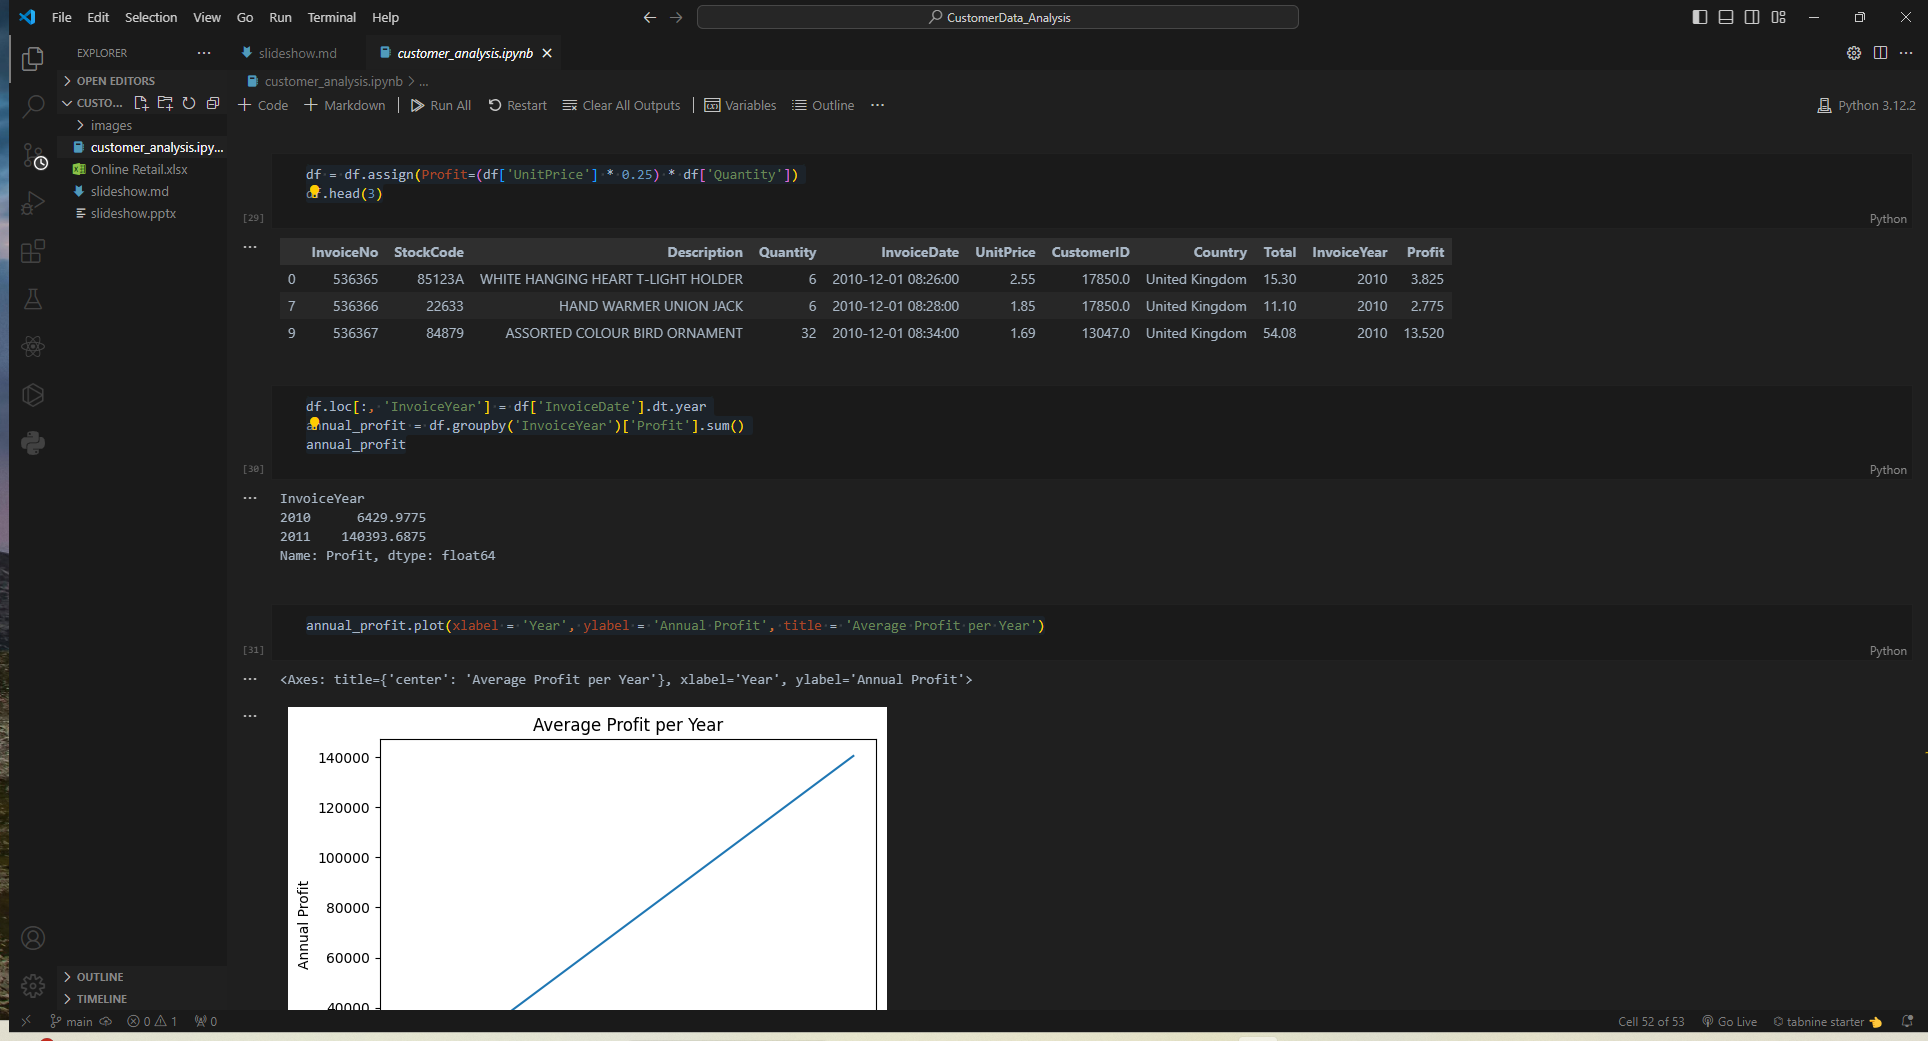 File Edit Selection View Go Run Terminal Help
CustomerData_Analysis
EXPLORER
slideshow.md
customer_analysis.ipynb
OPEN EDITORS
customer_analysis.ipynb > ...
CUSTO...
+ Code + Markdown | Run All Restart Clear All Outputs | Variables Outline ...
Python 3.12.2
images
customer_analysis.ipy...
Online Retail.xlsx
slideshow.md
slideshow.pptx
df = df.assign(Profit=(df['UnitPrice'] * 0.25) * df['Quantity'])
df.head(3)
[29]
Python
InvoiceNo StockCode Description Quantity InvoiceDate UnitPrice CustomerID Country Total InvoiceYear Profit
0 536365 85123A WHITE HANGING HEART T-LIGHT HOLDER 6 2010-12-01 08:26:00 2.55 17850.0 United Kingdom 15.30 2010 3.825
7 536366 22633 HAND WARMER UNION JACK 6 2010-12-01 08:28:00 1.85 17850.0 United Kingdom 11.10 2010 2.775
9 536367 84879 ASSORTED COLOUR BIRD ORNAMENT 32 2010-12-01 08:34:00 1.69 13047.0 United Kingdom 54.08 2010 13.520
df.loc[:, 'InvoiceYear'] = df['InvoiceDate'].dt.year
annual_profit = df.groupby('InvoiceYear')['Profit'].sum()
annual_profit
[30]
Python
InvoiceYear
2010 6429.9775
2011 140393.6875
Name: Profit, dtype: float64
annual_profit.plot(xlabel = 'Year', ylabel = 'Annual Profit', title = 'Average Profit per Year')
[31]
Python
<Axes: title={'center': 'Average Profit per Year'}, xlabel='Year', ylabel='Annual Profit'>
Average Profit per Year
140000
120000
100000
80000
60000
40000
Annual Profit
OUTLINE
TIMELINE
main 0 1 0
Cell 52 of 53 Go Live tabnine starter